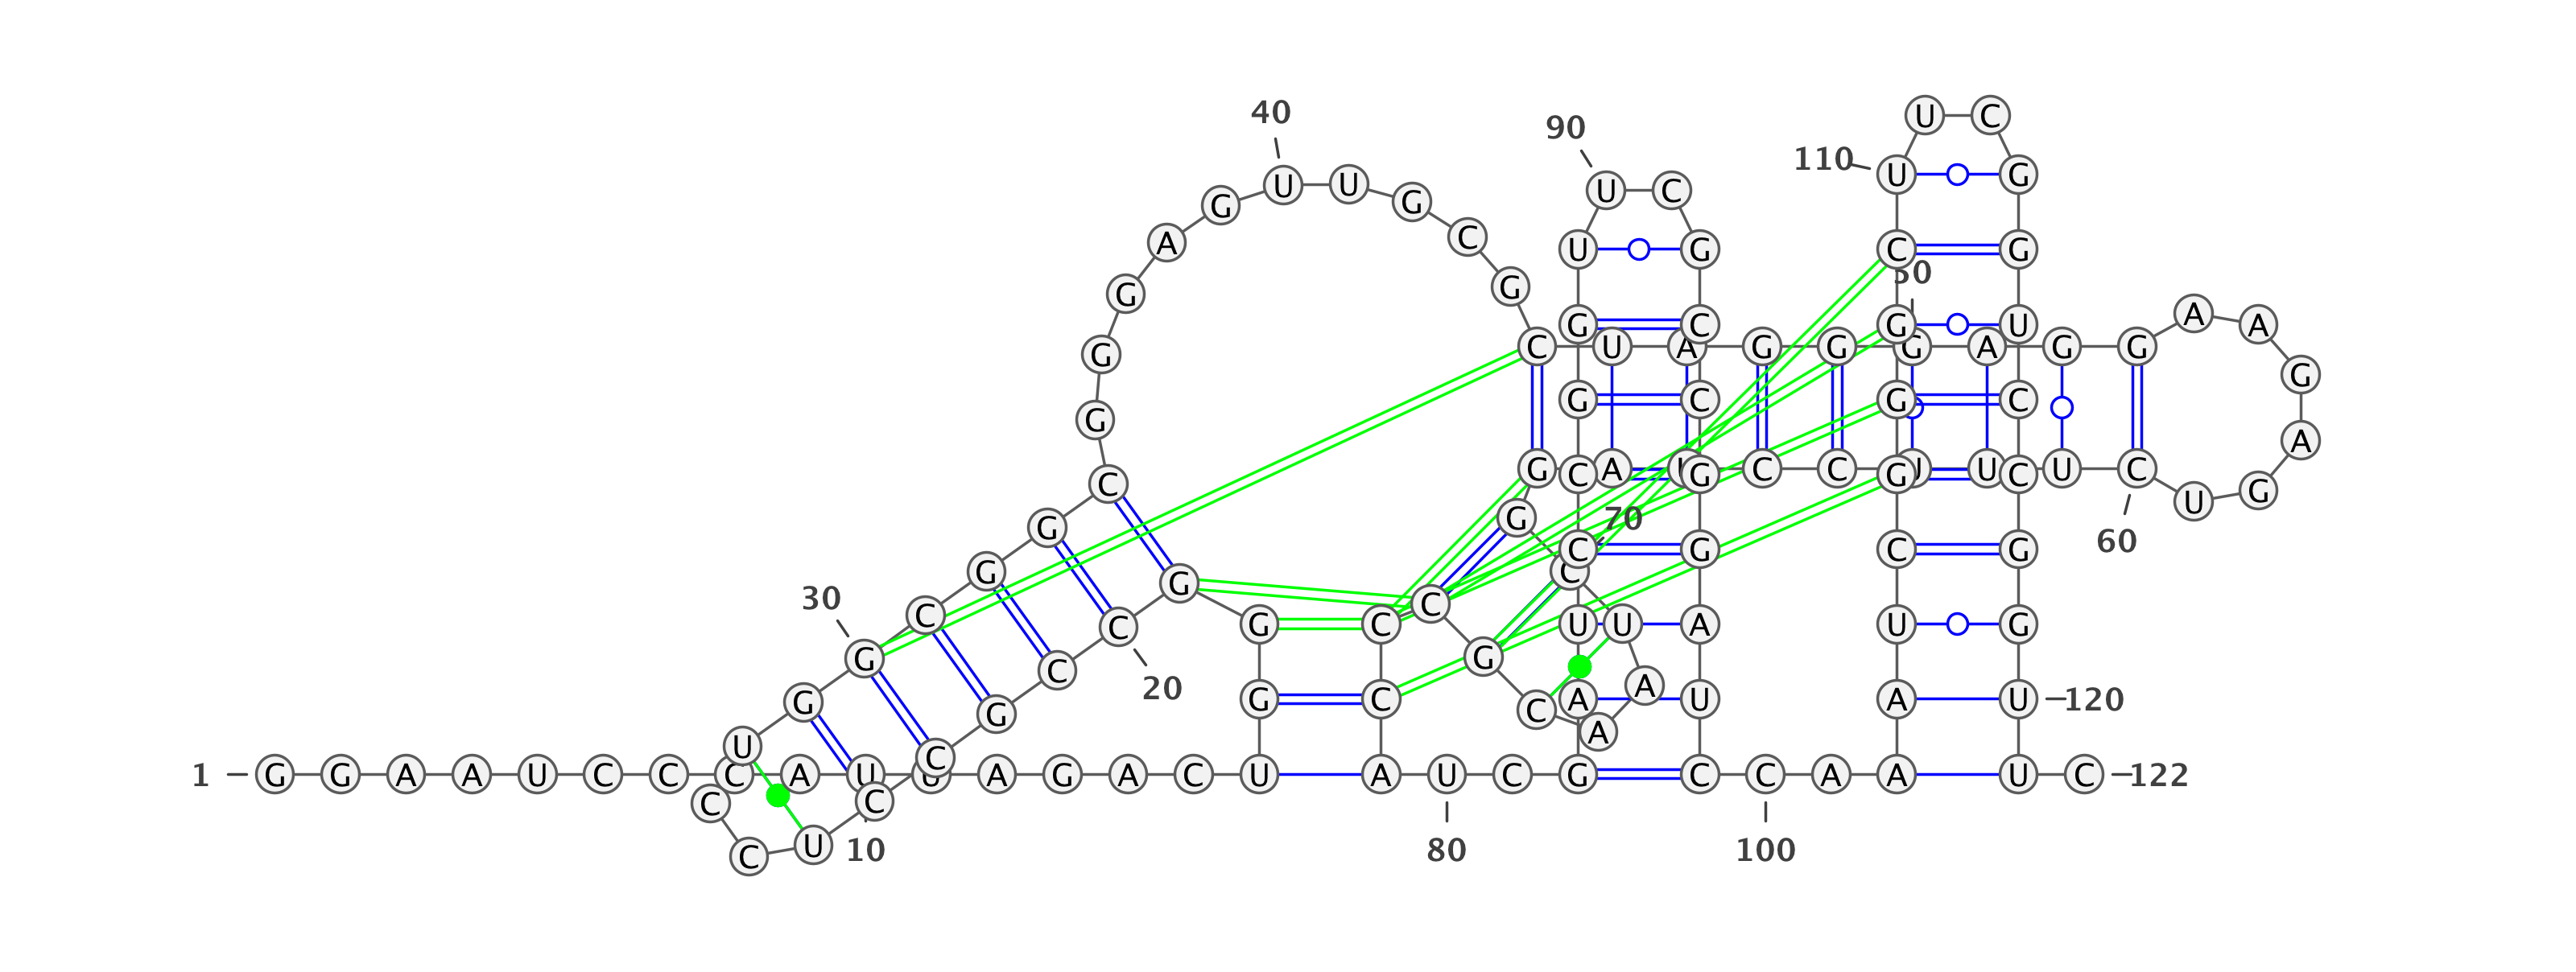 40 U C
90
110 U G
U U U C
G G
A C U G C G
50
G G
G C G U A A
G C U A G G G A G G
G
G C G C
G
A
C G C A U G C C G U U C U C
G
U
G G 70
C G C G 60
G C
G
30 C C
C G C U U A U G
G G
C 20 A
G G G C C A U A U 120
U C A
1 G G A A U C C C A U G A G A C U A U C G C C A A U C 122
C C
C U 10 80 100